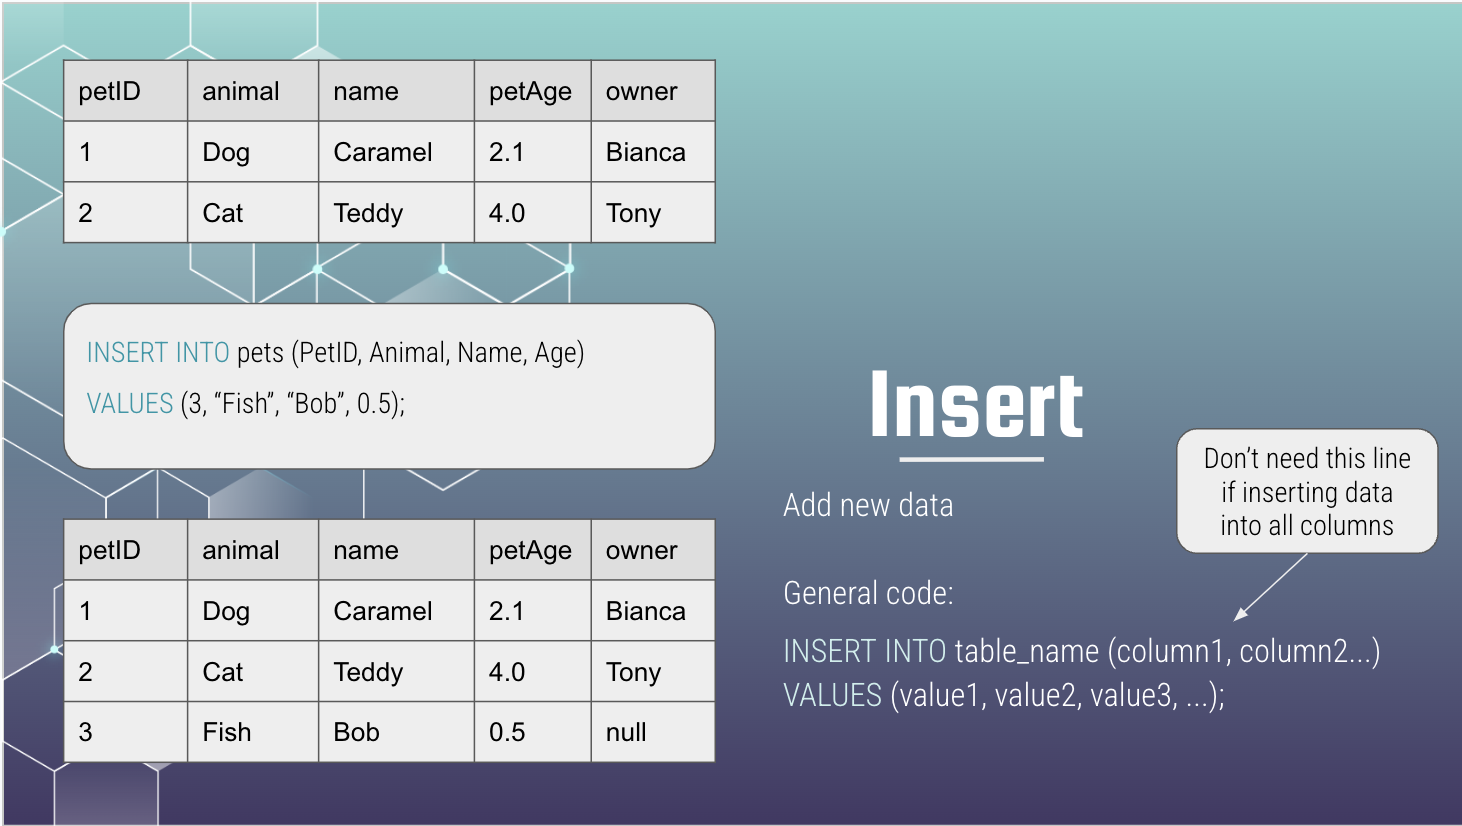 petID animal name petAge owner
1 Dog Caramel 2.1 Bianca
2 Cat Teddy 4.0 Tony
INSERT INTO pets (PetID, Animal, Name, Age)
VALUES (3, “Fish”, “Bob”, 0.5);
petID animal name petAge owner
1 Dog Caramel 2.1 Bianca
2 Cat Teddy 4.0 Tony
3 Fish Bob 0.5 null
Insert
Add new data
Don’t need this line
if inserting data
into all columns
General code:
INSERT INTO table_name (column1, column2...)
VALUES (value1, value2, value3, ...);